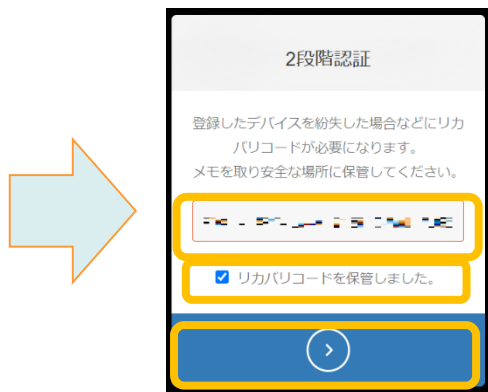 2段階認証
登録したデバイスを紛失した場合などにリカ
バリコードが必要になります。
メモを取り安全な場所に保管してください。
リカバリコードを保管しました。